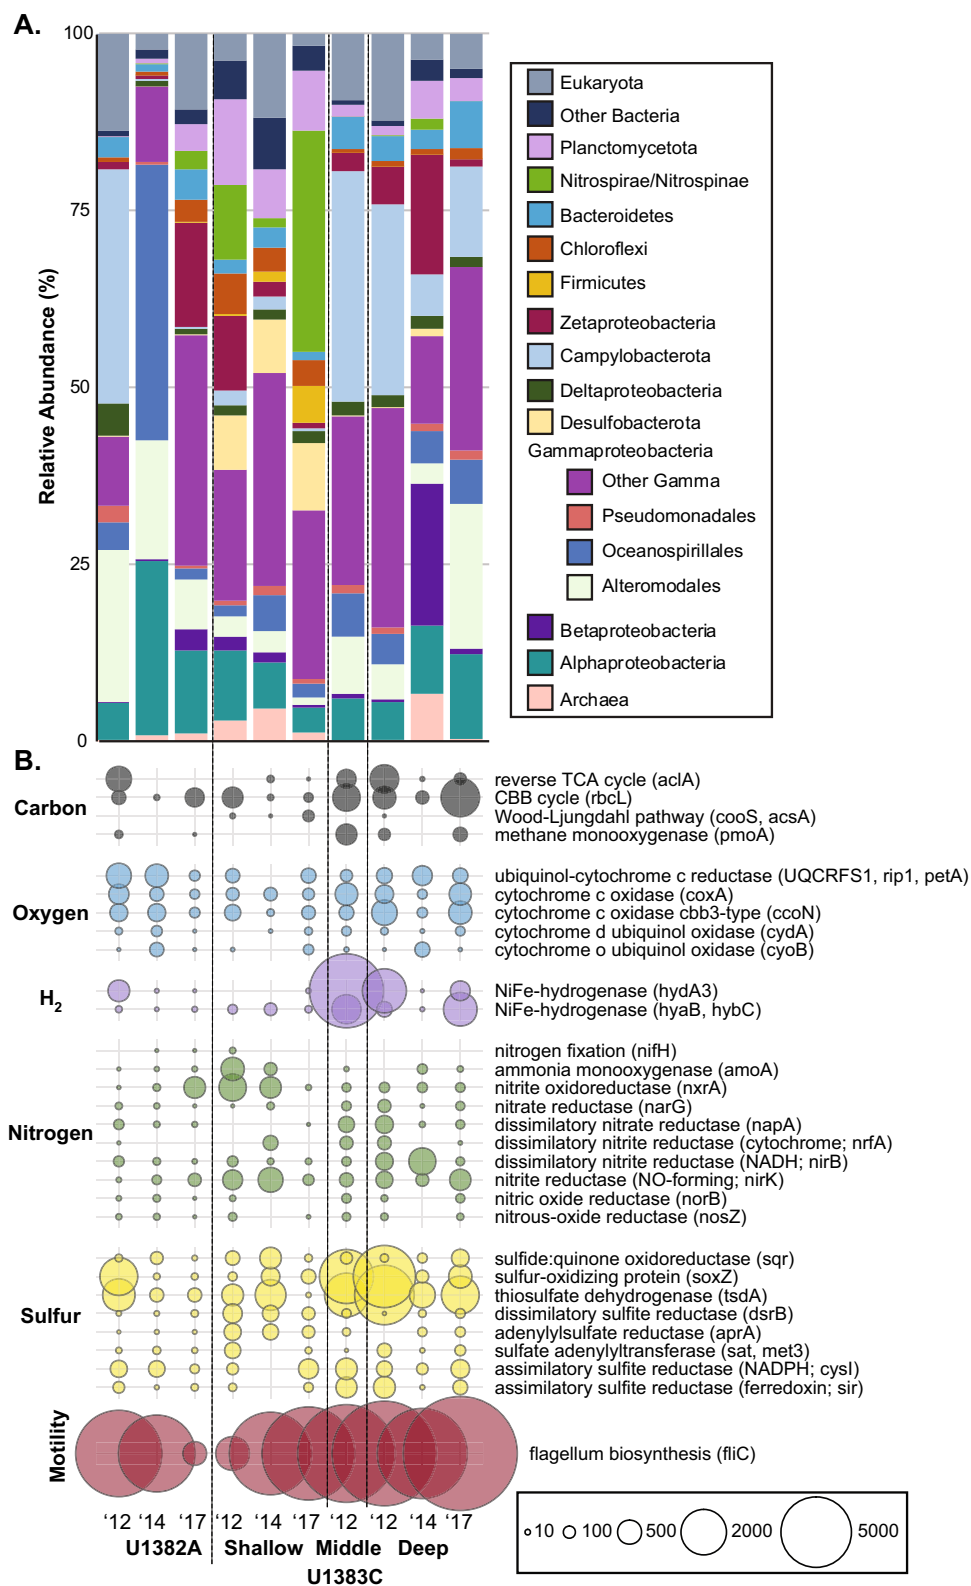 A.
100
75
50
25
0
Relative Abundance (%)
Eukaryota
Other Bacteria
Planctomycetota
Nitrospirae/Nitrospinae
Bacteroidetes
Chloroflexi
Firmicutes
Zetaproteobacteria
Campylobacterota
Deltaproteobacteria
Desulfobacterota
Gammaproteobacteria
Other Gamma
Pseudomonadales
Oceanospirillales
Alteromodales
Betaproteobacteria
Alphaproteobacteria
Archaea
B.
Carbon
reverse TCA cycle (aclA)
CBB cycle (rbcL)
Wood-Ljungdahl pathway (cooS, acsA)
methane monooxygenase (pmoA)
Oxygen
ubiquinol-cytochrome c reductase (UQCRFS1, rip1, petA)
cytochrome c oxidase (coxA)
cytochrome c oxidase cbb3-type (ccoN)
cytochrome d ubiquinol oxidase (cydA)
cytochrome o ubiquinol oxidase (cyoB)
H2
NiFe-hydrogenase (hydA3)
NiFe-hydrogenase (hyaB, hybC)
Nitrogen
nitrogen fixation (nifH)
ammonia monooxygenase (amoA)
nitrite oxidoreductase (nxrA)
nitrate reductase (narG)
dissimilatory nitrate reductase (napA)
dissimilatory nitrite reductase (cytochrome; nrfA)
dissimilatory nitrite reductase (NADH; nirB)
nitrite reductase (NO-forming; nirK)
nitric oxide reductase (norB)
nitrous-oxide reductase (nosZ)
Sulfur
sulfide:quinone oxidoreductase (sqr)
sulfur-oxidizing protein (soxZ)
thiosulfate dehydrogenase (tsdA)
dissimilatory sulfite reductase (dsrB)
adenylylsulfate reductase (aprA)
sulfate adenylyltransferase (sat, met3)
assimilatory sulfite reductase (NADPH; cysI)
assimilatory sulfite reductase (ferredoxin; sir)
Motility
flagellum biosynthesis (fliC)
‘12 ‘14 ‘17 ‘12 ‘14 ‘17 ‘12 ‘12 ‘14 ‘17
U1382A Shallow Middle Deep
U1383C
10 100 500 2000 5000